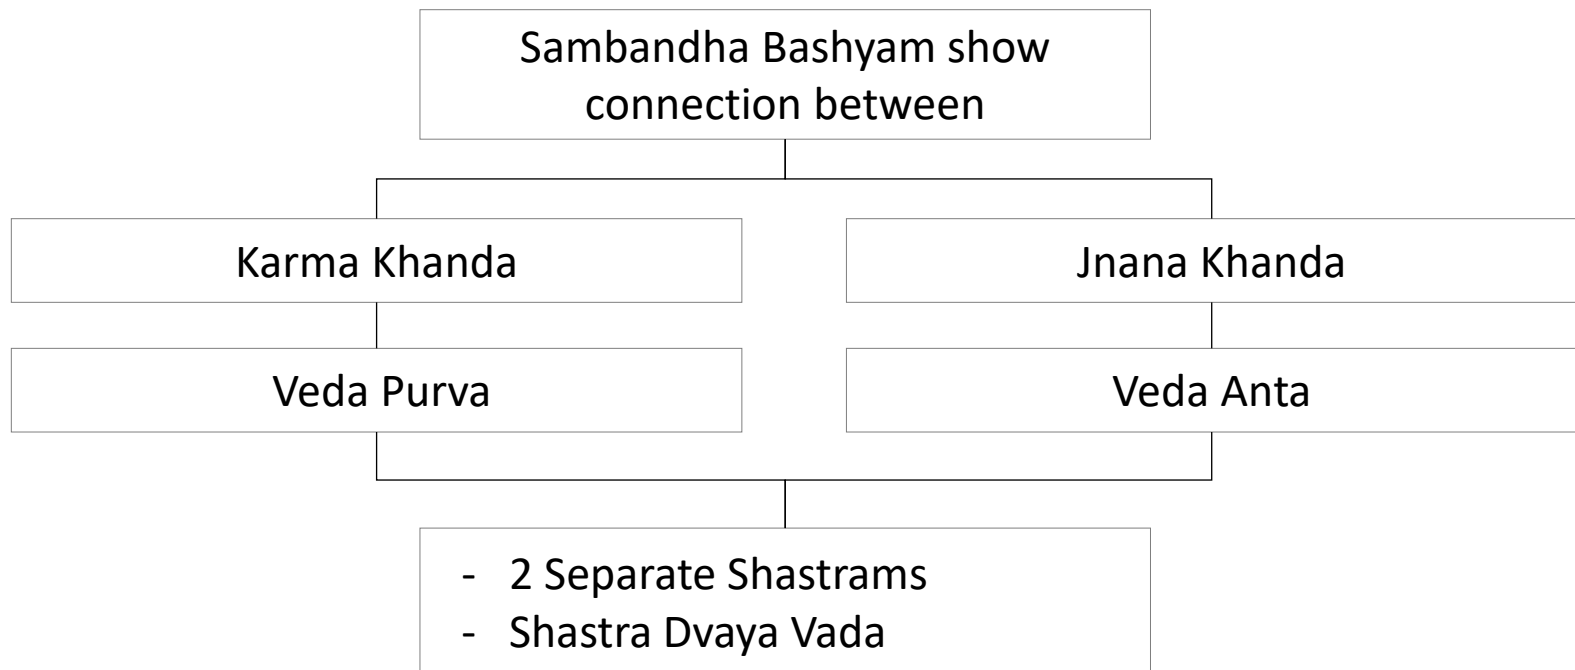 Sambandha Bashyam show
connection between
Karma Khanda
Jnana Khanda
Veda Purva
Veda Anta
- 2 Separate Shastrams
- Shastra Dvaya Vada